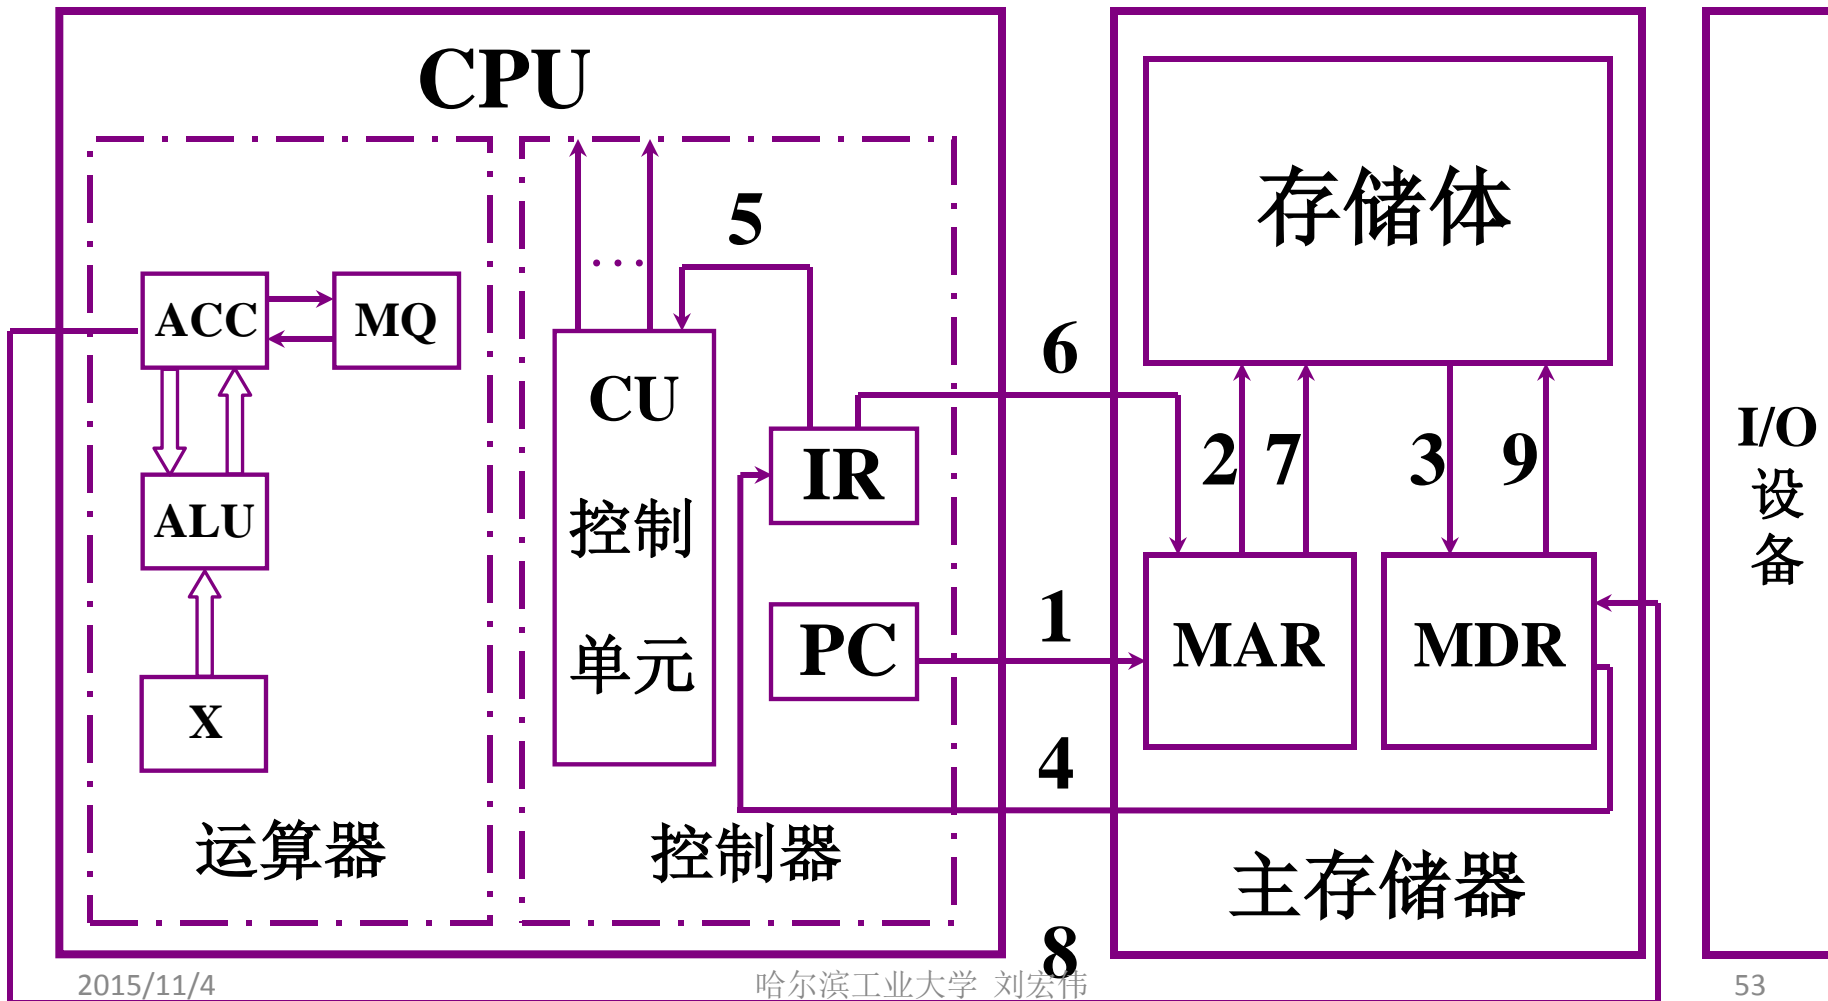 CPU
5
ACC
MQ
ALU
X
运算器
...
CU
控制
单元
IR
PC
控制器
6
1
4
8
存储体
2
7
3
9
MAR
MDR
主存储器
I/O
设
备
2015/11/4
哈尔滨工业大学 刘宏伟
53